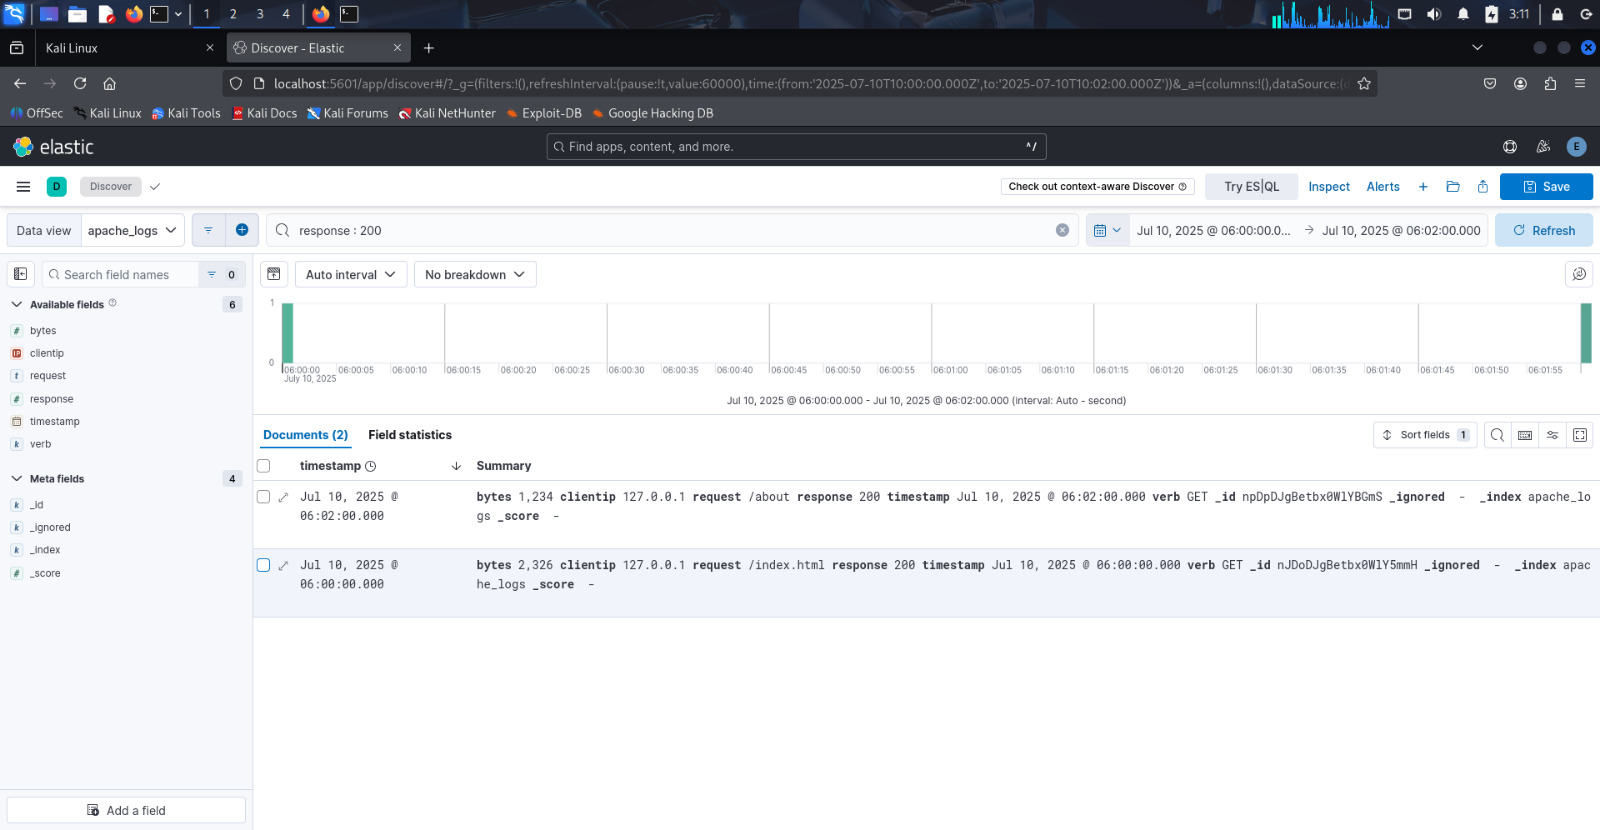 1 2 3 4 3:11
Kali Linux Discover - Elastic
localhost:5601/app/discover#/?_g=(filters:!(),refreshInterval:(pause:!t,value:60000),time:(from:'2025-07-10T10:00:00.000Z',to:'2025-07-10T10:02:00.000Z'))&_a=(columns:!(),dataSource:(
OffSec Kali Linux Kali Tools Kali Docs Kali Forums Kali NetHunter Exploit-DB Google Hacking DB
elastic Find apps, content, and more. ^/ E
D Discover Check out context-aware Discover Try ES|QL Inspect Alerts Save
Data view apache_logs response : 200 Jul 10, 2025 @ 06:00:00.0... → Jul 10, 2025 @ 06:02:00.000 Refresh
Search field names 0 Auto interval No breakdown
Available fields 6
bytes
clientip
request
response
timestamp
verb
Meta fields 4
_id
_ignored
_index
_score
Add a field
1
0
06:00:00 06:00:05 06:00:10 06:00:15 06:00:20 06:00:25 06:00:30 06:00:35 06:00:40 06:00:45 06:00:50 06:00:55 06:01:00 06:01:05 06:01:10 06:01:15 06:01:20 06:01:25 06:01:30 06:01:35 06:01:40 06:01:45 06:01:50 06:01:55
July 10, 2025
Jul 10, 2025 @ 06:00:00.000 - Jul 10, 2025 @ 06:02:00.000 (interval: Auto - second)
Documents (2) Field statistics Sort fields 1
timestamp Summary
Jul 10, 2025 @ bytes 1,234 clientip 127.0.0.1 request /about response 200 timestamp Jul 10, 2025 @ 06:02:00.000 verb GET _id npDpDJgBetbx0WlYBGmS _ignored - _index apache_lo
06:02:00.000 gs _score -
Jul 10, 2025 @ bytes 2,326 clientip 127.0.0.1 request /index.html response 200 timestamp Jul 10, 2025 @ 06:00:00.000 verb GET _id nJDoDJgBetbx0WlY5mmH _ignored - _index apac
06:00:00.000 he_logs _score -